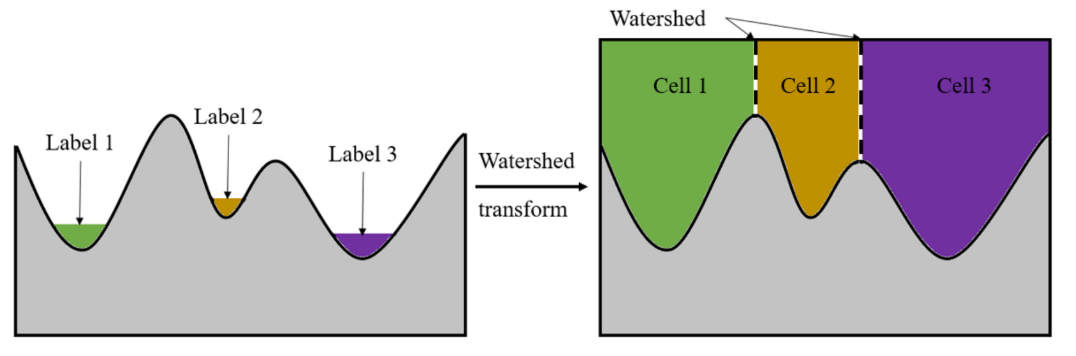 Label 1
Label 2
Label 3
Watershed
transform
Watershed
Cell 1
Cell 2
Cell 3